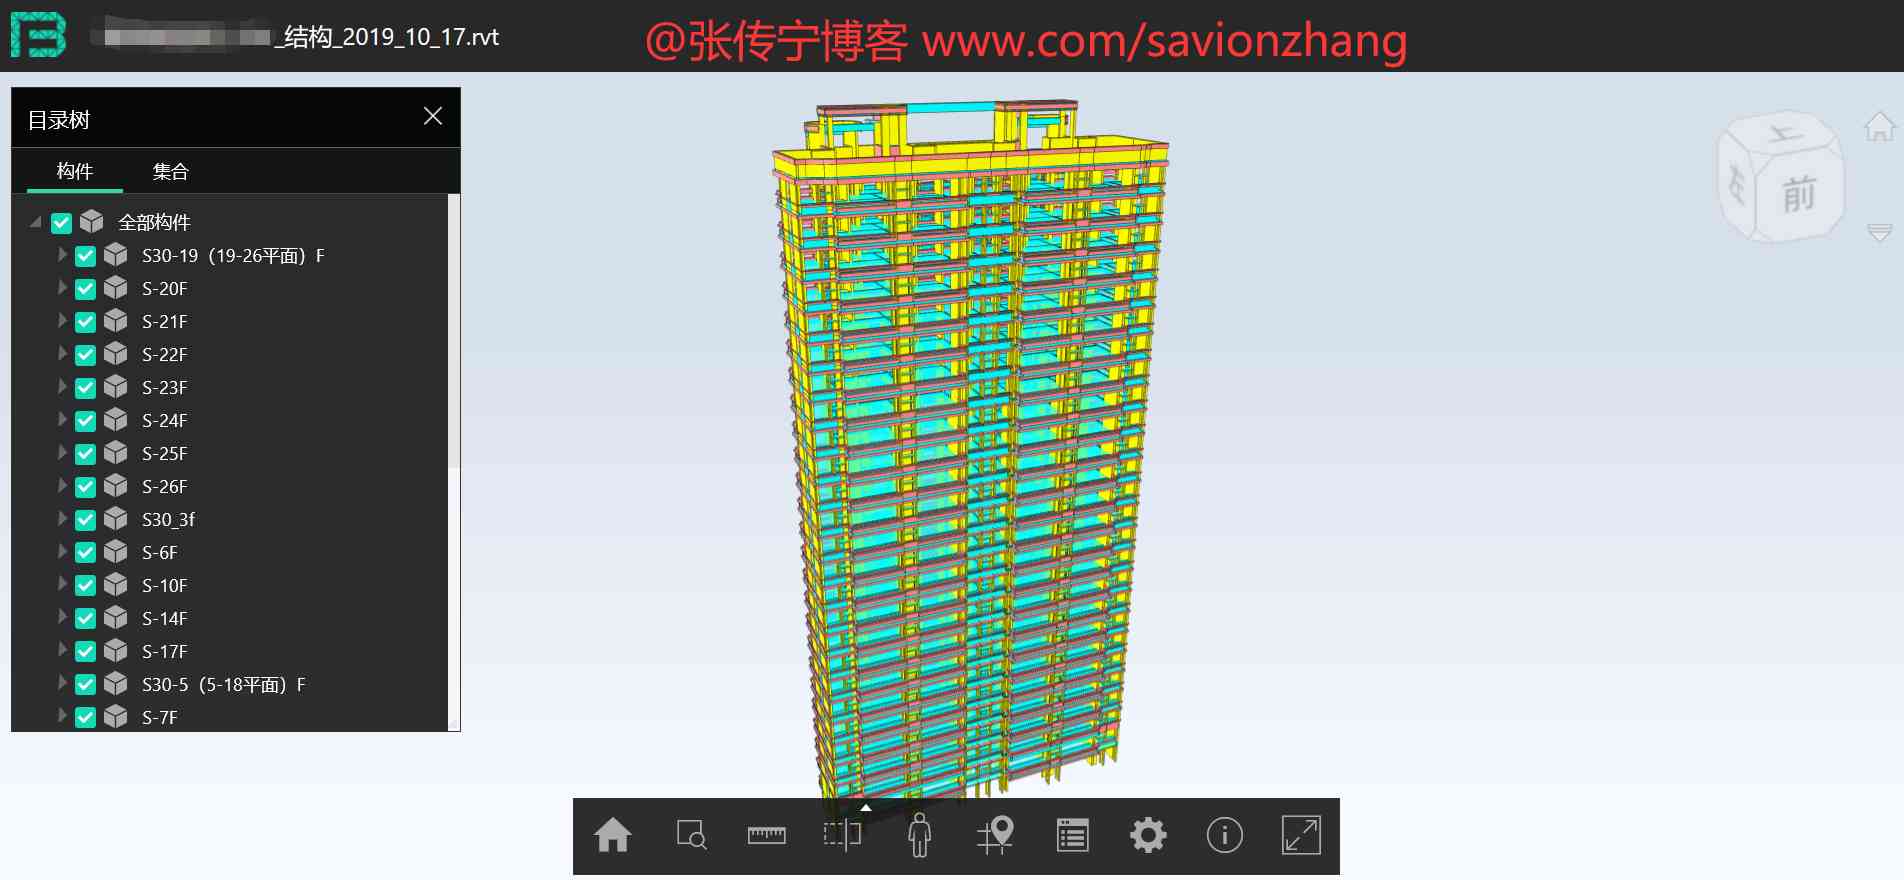 _结构_2019_10_17.rvt
@张传宁博客 www.com/savionzhang
目录树
构件 集合
全部构件
S30-19（19-26平面）F
S-20F
S-21F
S-22F
S-23F
S-24F
S-25F
S-26F
S30_3f
S-6F
S-10F
S-14F
S-17F
S30-5（5-18平面）F
S-7F
上
左
前